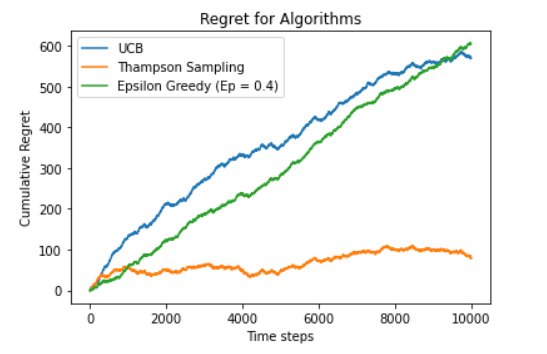 Regret for Algorithms
UCB
Thampson Sampling
Epsilon Greedy (Ep = 0.4)
600
500
400
300
200
100
0
Cumulative Regret
0 2000 4000 6000 8000 10000
Time steps